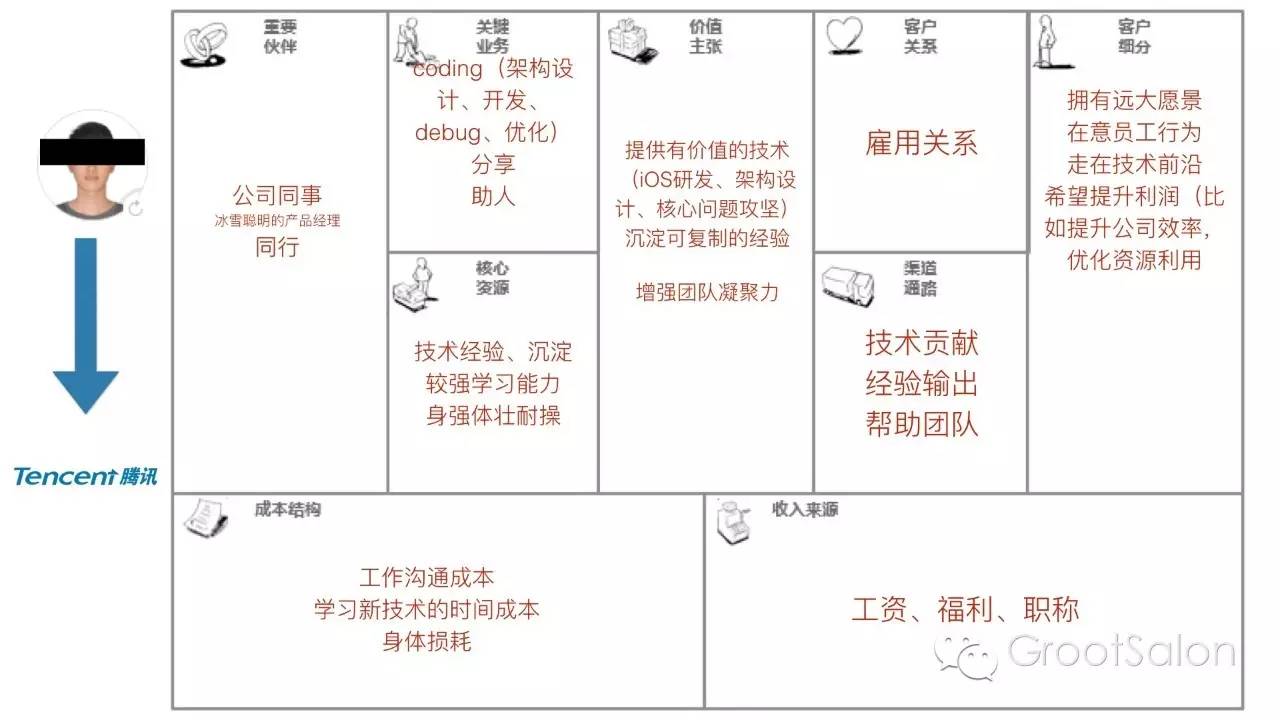 重要
伙伴
公司同事
冰雪聪明的产品经理
同行
关键
业务
coding（架构设
计、开发、
debug、优化）
分享
助人
核心
资源
技术经验、沉淀
较强学习能力
身强体壮耐操
价值
主张
提供有价值的技术
（iOS研发、架构设
计、核心问题攻坚）
沉淀可复制的经验
增强团队凝聚力
客户
关系
雇用关系
渠道
通路
技术贡献
经验输出
帮助团队
客户
细分
拥有远大愿景
在意员工行为
走在技术前沿
希望提升利润（比
如提升公司效率，
优化资源利用
Tencent 腾讯
成本结构
工作沟通成本
学习新技术的时间成本
身体损耗
收入来源
工资、福利、职称
GrootSalon